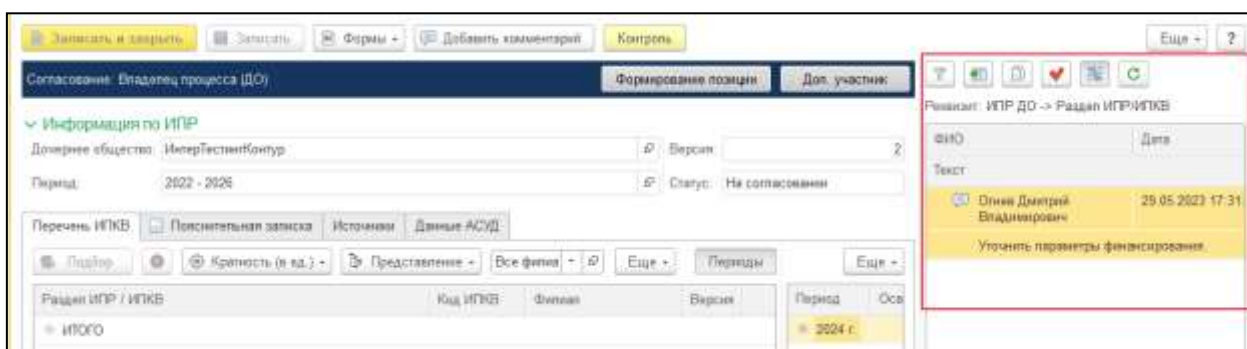 Записать и закрыть Записать Формы Добавить комментарий Контроль Еще ?
Согласование: Владелец процесса (ДО) Формирование позиции Доп. участник
Реквизит: ИПР ДО -> Раздел ИПР/ИПКВ
Информация по ИПР
ФИО Дата
Дочернее общество: ИнтерТестингКонтур Версия: 2
Текст
Период: 2022 - 2026 Статус: На согласовании
Дмитрий Владимирович 29.05.2023 17:31
Перечень ИПКВ Пояснительная записка Источники Данные АСУД
Уточнить параметры финансирования.
Подбор Кратность (в ед.) Представление Все Еще Периоды Еще
Раздел ИПР / ИПКВ Код ИПКВ Филиал Версия Период Осв
ИТОГО 2024 г.